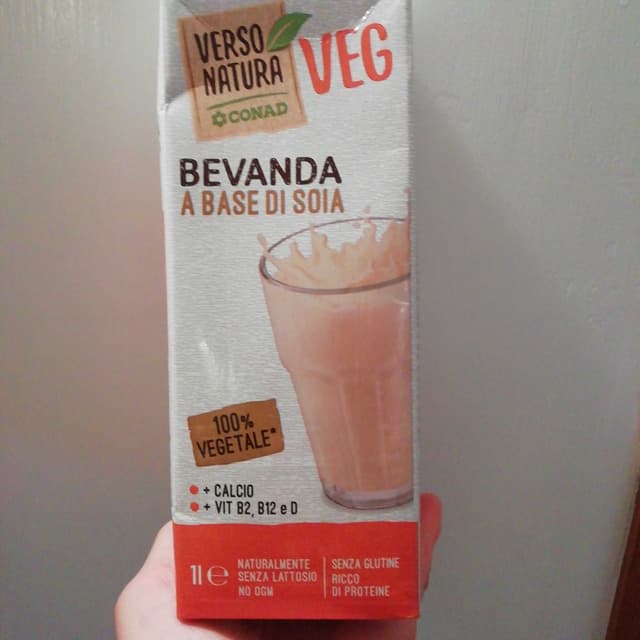 VERSO
NATURA
CONAD
VEG
BEVANDA
A BASE DI SOIA
100%
VEGETALE*
+ CALCIO
+ VIT B2, B12 e D
1l e
NATURALMENTE
SENZA LATTOSIO
NO OGM
SENZA GLUTINE
RICCO
DI PROTEINE